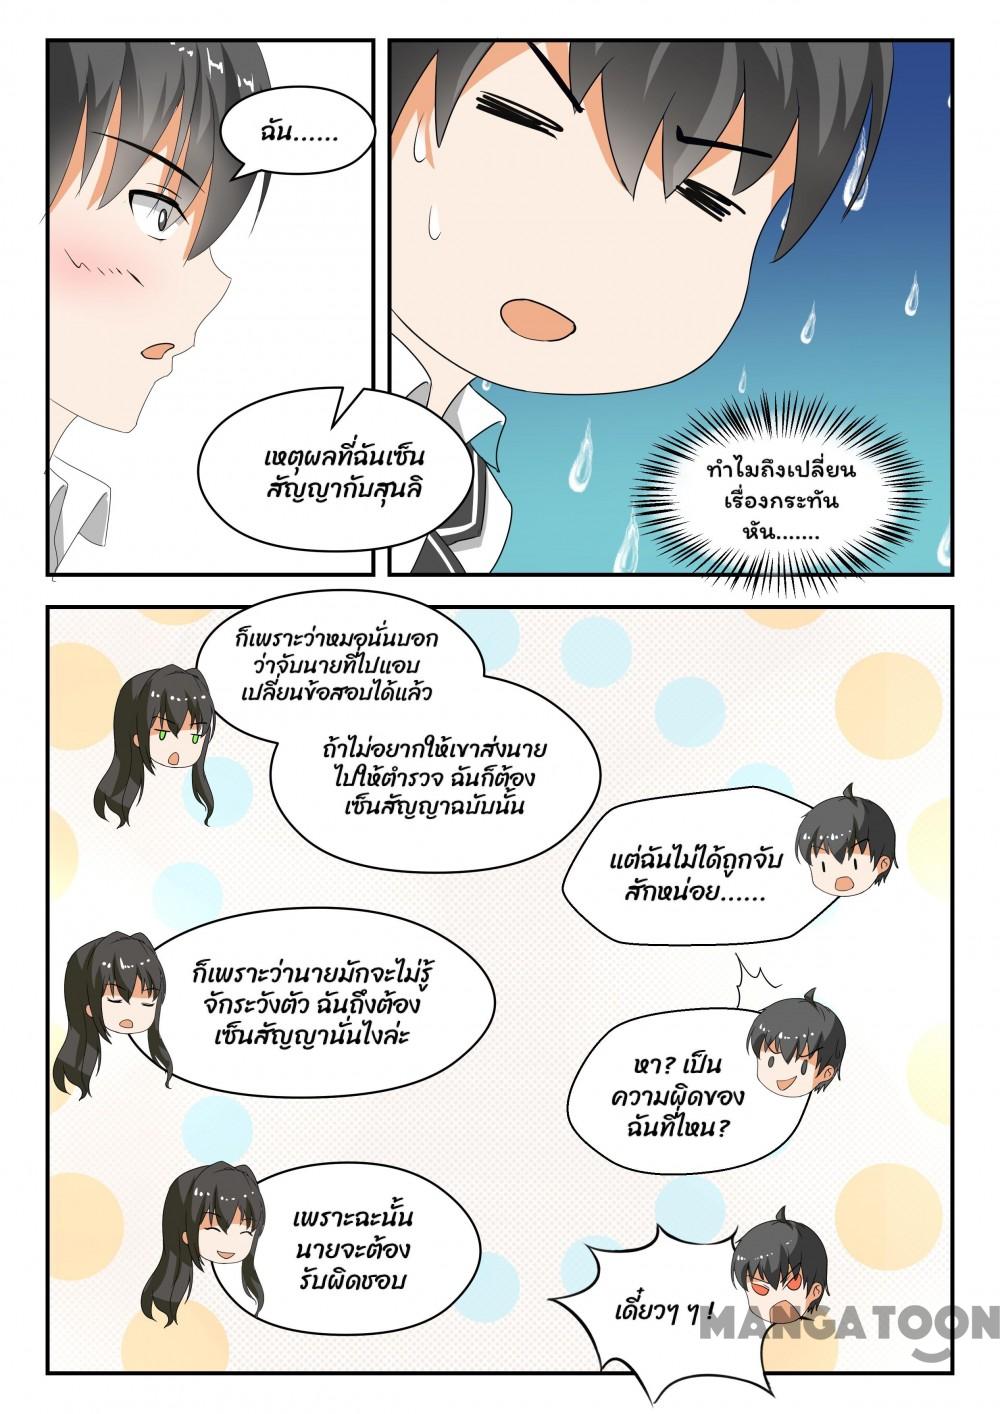 ฉัน......
เหตุผลที่ฉันเซ็น
สัญญากับสุนลิ
ทำไมถึงเปลี่ยน
เรื่องกระทัน
หัน.......
ก็เพราะว่าหมอนั่นบอก
ว่าจับนายที่ไปแอบ
เปลี่ยนข้อสอบได้แล้ว
ถ้าไม่อยากให้เขาส่งนาย
ไปให้ตำรวจ ฉันก็ต้อง
เซ็นสัญญาฉบับนั้น
แต่ฉันไม่ได้ถูกจับ
สักหน่อย......
ก็เพราะว่านายมักจะไม่รู้
จักระวังตัว ฉันถึงต้อง
เซ็นสัญญานั่นไงล่ะ
หา? เป็น
ความผิดของ
ฉันที่ไหน?
เพราะฉะนั้น
นายจะต้อง
รับผิดชอบ
เดี๋ยวๆ ๆ !
MANGATOON